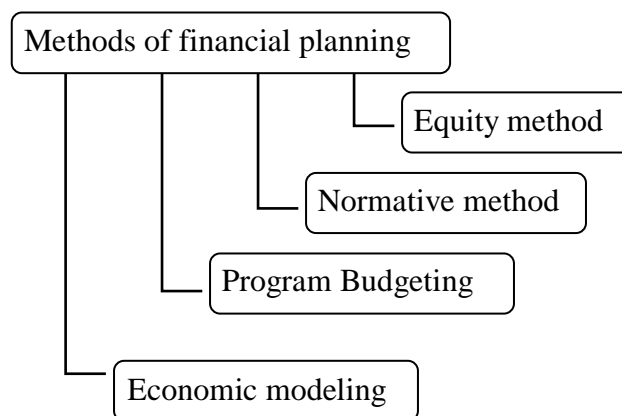 Methods of financial planning
Equity method
Normative method
Program Budgeting
Economic modeling